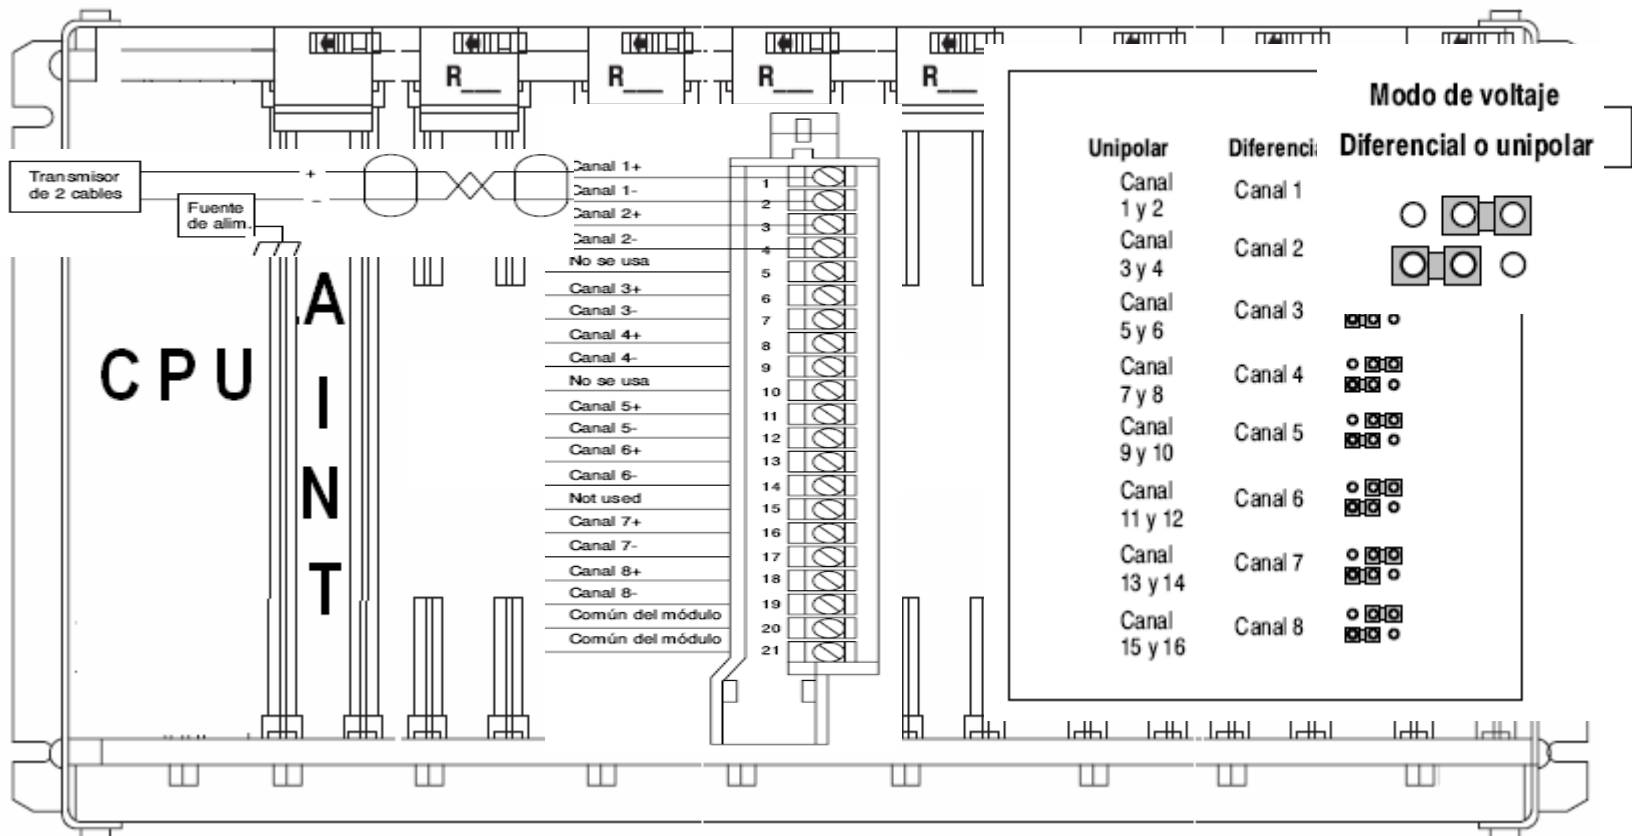 R___
R___
R___
R___
Transmisor
de 2 cables
+
–
Fuente
de alim.
CPU
A
I
N
T
Canal 1+
Canal 1-
Canal 2+
Canal 2-
No se usa
Canal 3+
Canal 3-
Canal 4+
Canal 4-
No se usa
Canal 5+
Canal 5-
Canal 6+
Canal 6-
Not used
Canal 7+
Canal 7-
Canal 8+
Canal 8-
Común del módulo
Común del módulo
1
2
3
4
5
6
7
8
9
10
11
12
13
14
15
16
17
18
19
20
21
Modo de voltaje
Diferencial o unipolar
Unipolar
Diferencia
Canal
1 y 2
Canal 1
Canal
3 y 4
Canal 2
Canal
5 y 6
Canal 3
Canal
7 y 8
Canal 4
Canal
9 y 10
Canal 5
Canal
11 y 12
Canal 6
Canal
13 y 14
Canal 7
Canal
15 y 16
Canal 8